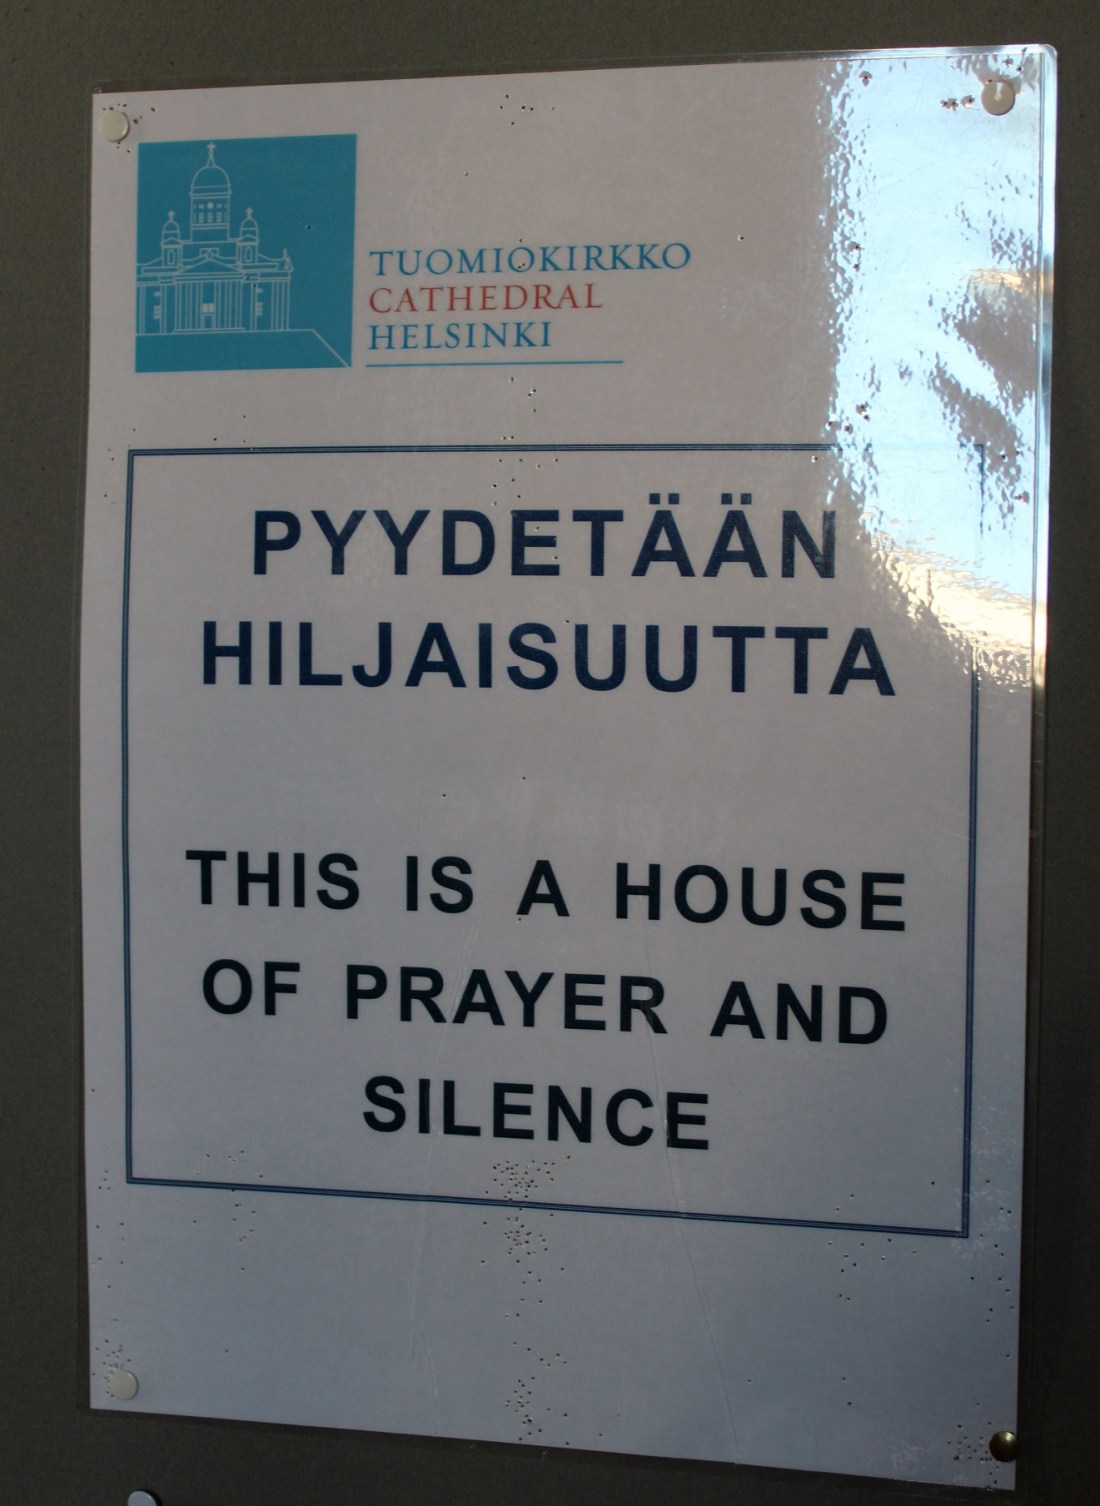 TUOMIOKIRKKO
CATHEDRAL
HELSINKI
PYYDETÄÄN
HILJAISUUTTA
THIS IS A HOUSE
OF PRAYER AND
SILENCE